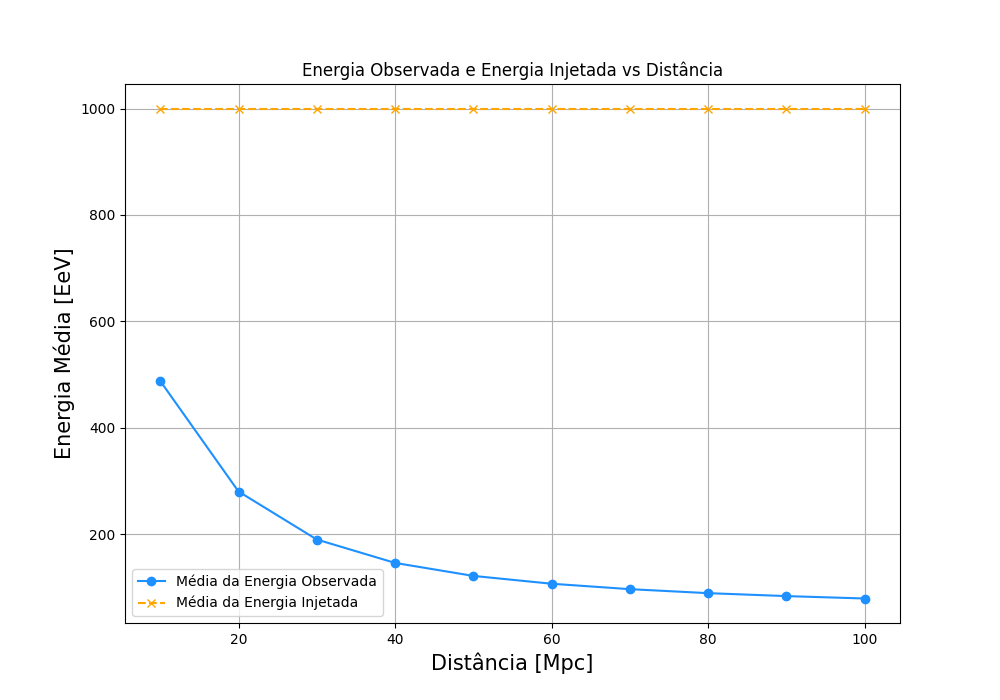 Energia Observada e Energia Injetada vs Distância
Energia Média [EeV]
1000
800
600
400
200
Média da Energia Observada
Média da Energia Injetada
20 40 60 80 100
Distância [Mpc]